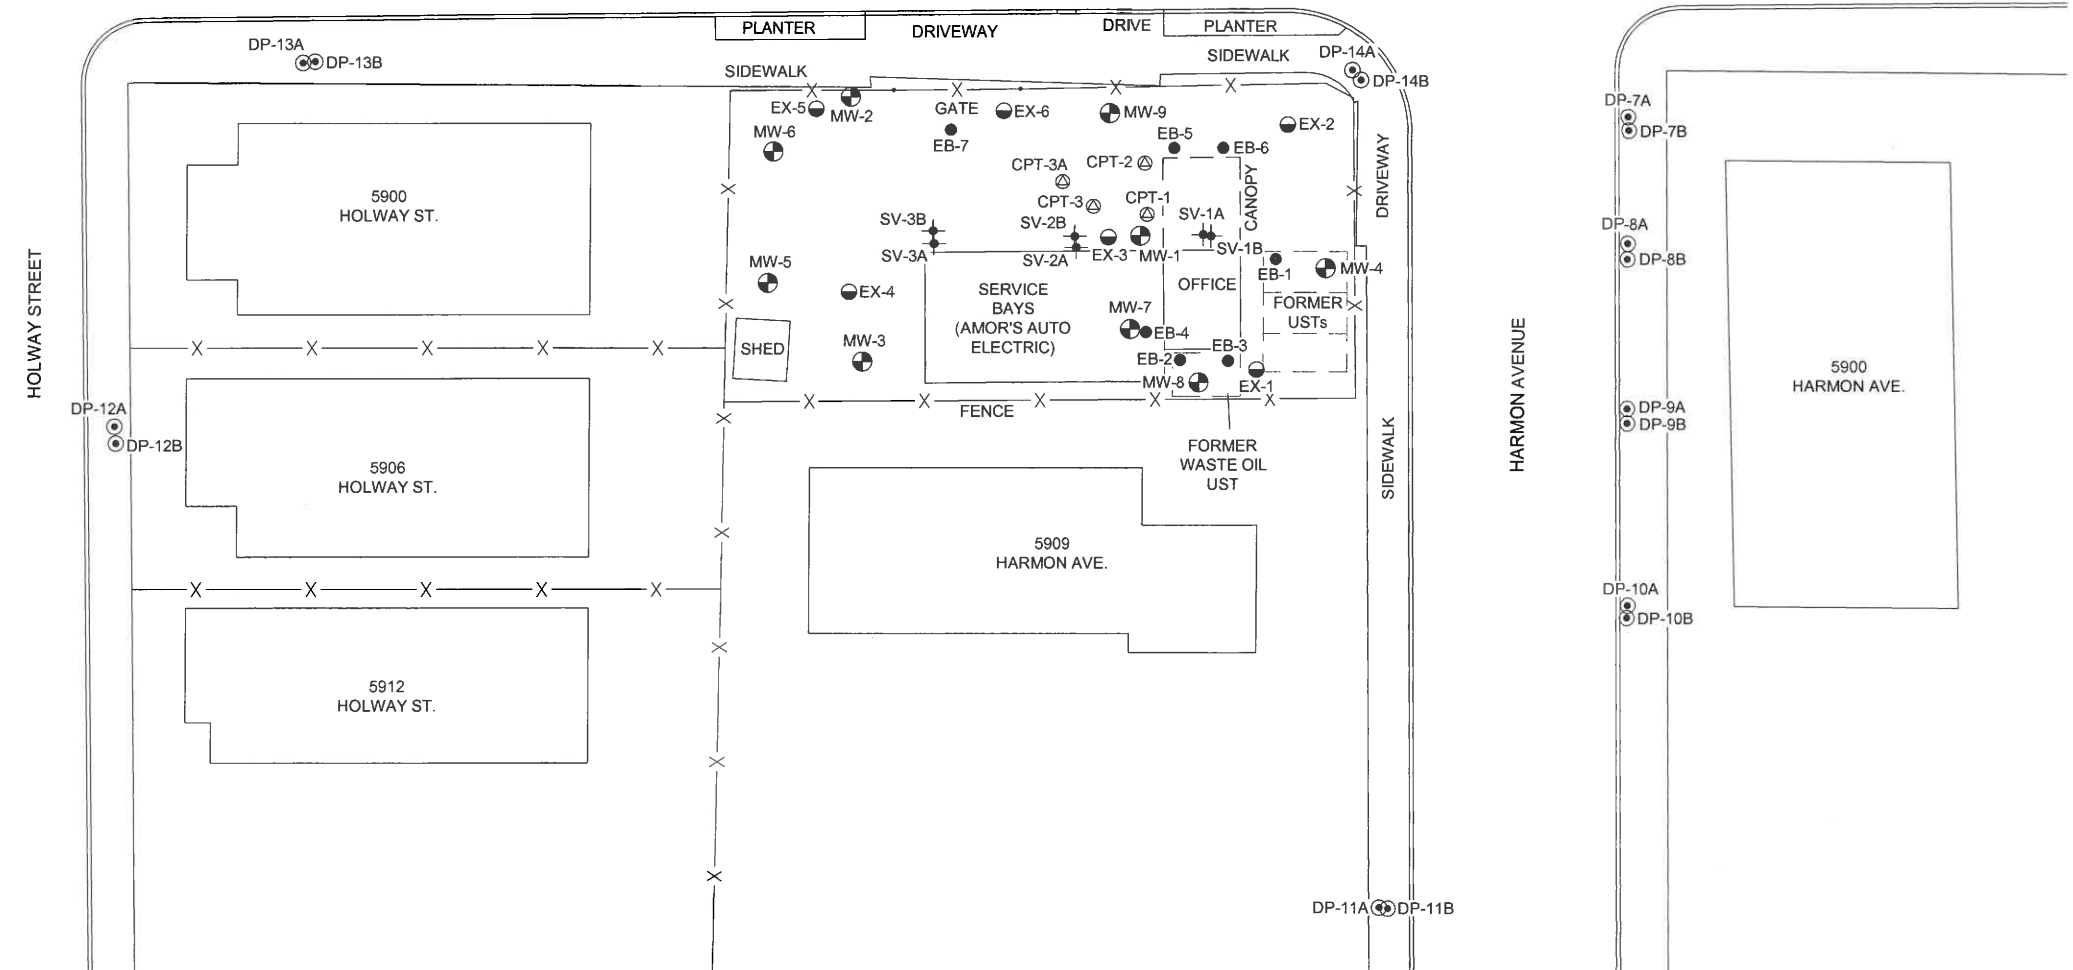 PLANTER
DRIVEWAY
DRIVE
PLANTER
DP-13A
DP-13B
SIDEWALK
SIDEWALK
DP-14A
DP-14B
EX-5
MW-2
GATE
EX-6
MW-9
EX-2
DP-7A
DP-7B
MW-6
EB-7
EB-5
EB-6
CPT-3A
CPT-2
CANOPY
DRIVEWAY
5900
HOLWAY ST.
CPT-3
CPT-1
SV-3B
SV-2B
SV-1A
DP-8A
DP-8B
SV-3A
SV-2A
EX-3
MW-1
SV-1B
EB-1
MW-4
MW-5
EX-4
SERVICE
BAYS
(AMOR'S AUTO
ELECTRIC)
OFFICE
FORMER
USTs
MW-7
EB-4
HOLWAY STREET
SHED
MW-3
EB-2
EB-3
MW-8
EX-1
HARMON AVENUE
5900
HARMON AVE.
FENCE
DP-12A
DP-12B
DP-9A
DP-9B
FORMER
WASTE OIL
UST
SIDEWALK
5906
HOLWAY ST.
5909
HARMON AVE.
DP-10A
DP-10B
5912
HOLWAY ST.
DP-11A
DP-11B